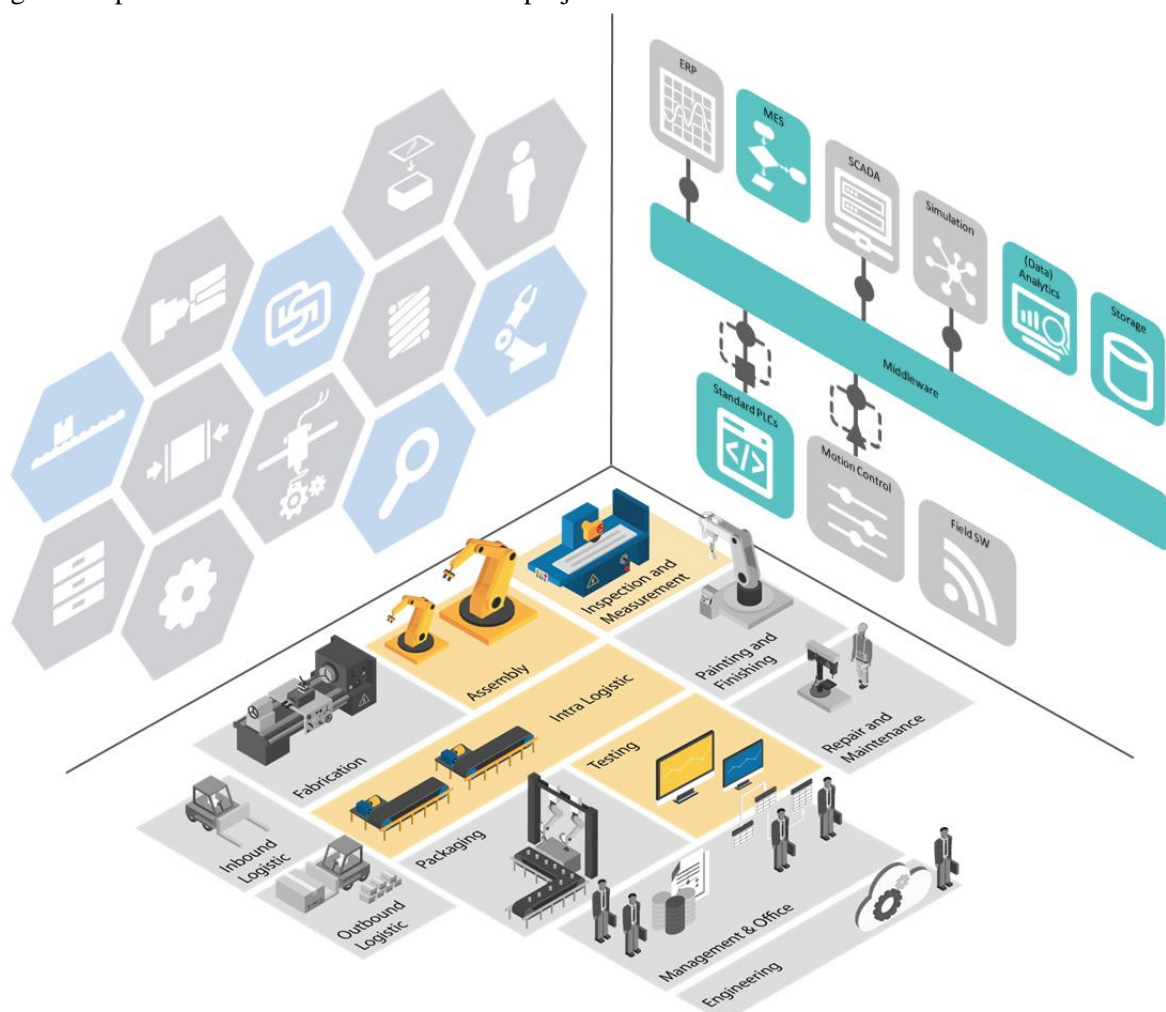 ERP
MES
SCADA
Simulation
(Data)
Analytics
Storage
Middleware
Standard PLCs
Motion Control
Field SW
Inspection and
Measurement
Assembly
Painting and
Finishing
Intra Logistic
Repair and
Maintenance
Fabrication
Testing
Inbound
Logistic
Packaging
Outbound
Logistic
Management & Office
Engineering